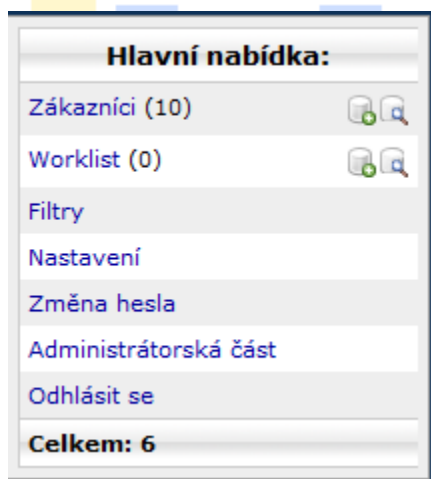 Hlavní nabídka:
Zákazníci (10)
Worklist (0)
Filtry
Nastavení
Změna hesla
Administrátorská část
Odhlásit se
Celkem: 6